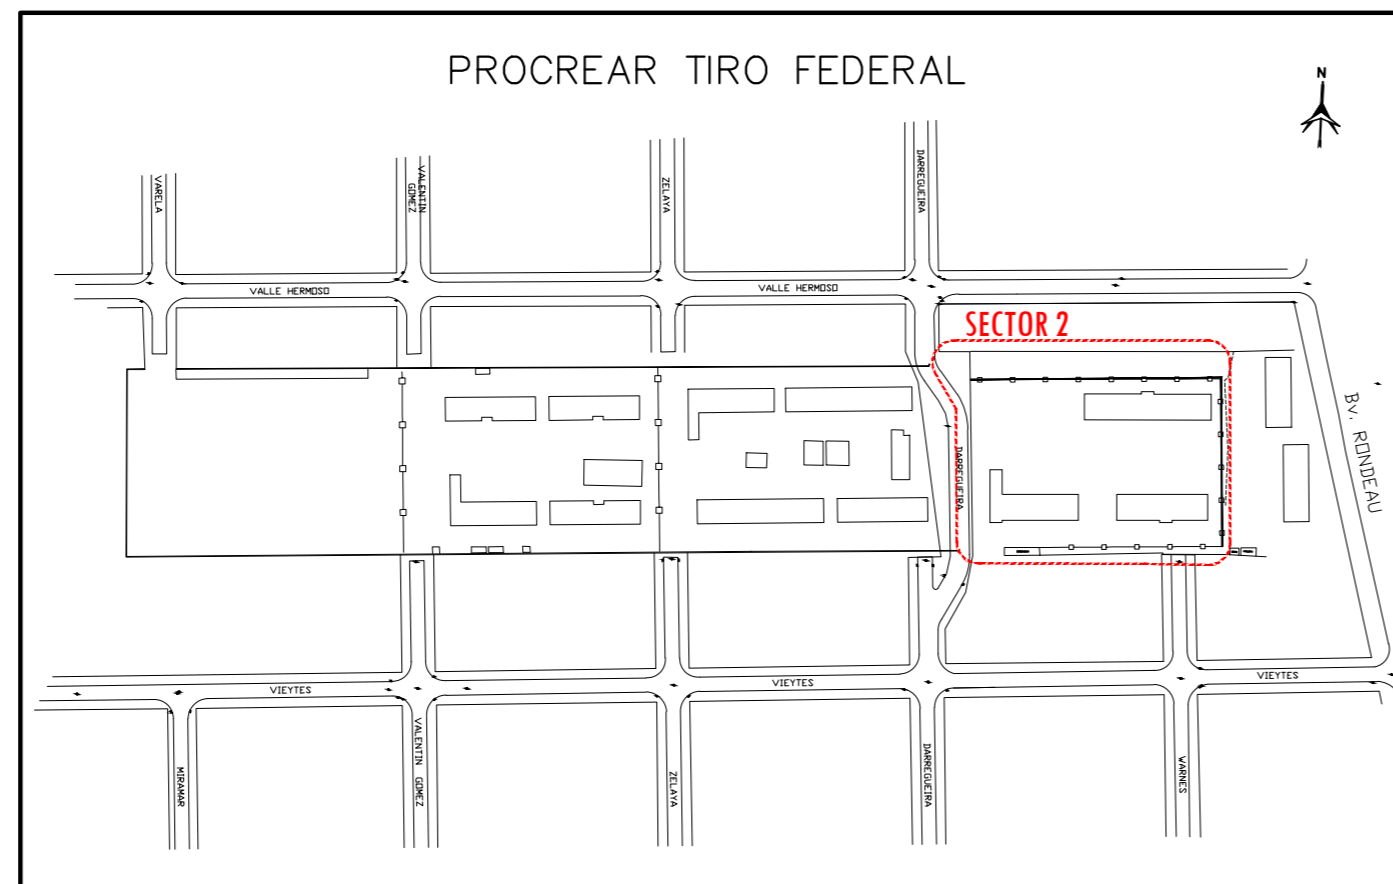 PROCREAR TIRO FEDERAL
N
VARELA
VALENTIN
GOMEZ
ZELAYA
DARREGUEIRA
VALLE HERMOSO
VALLE HERMOSO
SECTOR 2
Bv. RONDEAU
DARREGUEIRA
VIEYTES
VIEYTES
VIEYTES
MIRAMAR
VALENTIN GOMEZ
ZELAYA
DARREGUEIRA
WARNES